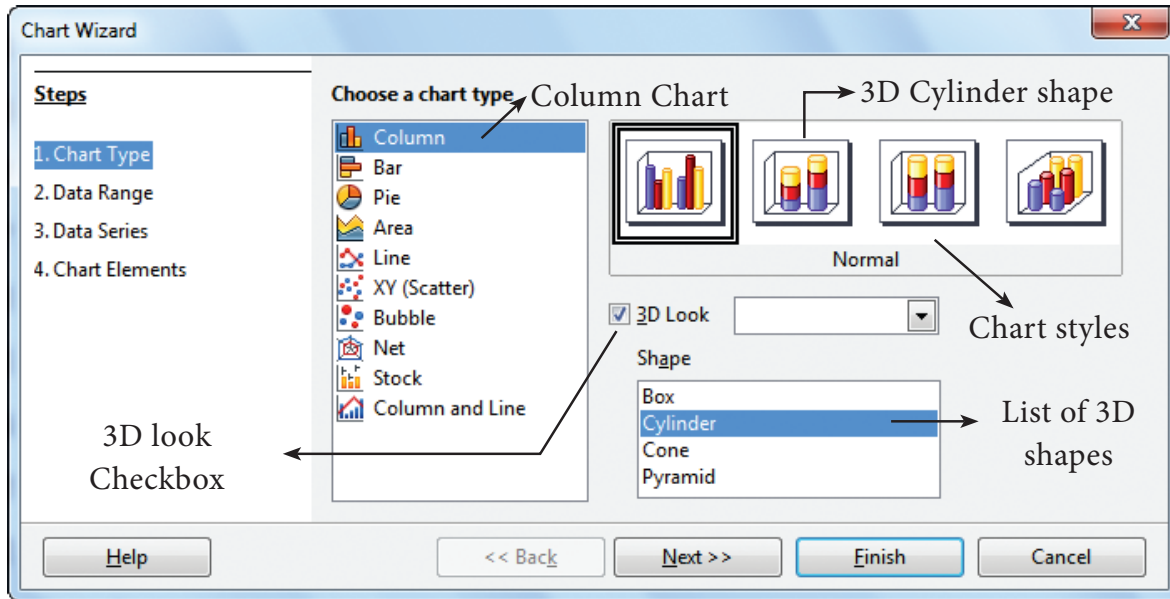 Chart Wizard
Steps
1. Chart Type
2. Data Range
3. Data Series
4. Chart Elements
3D look
Checkbox
Choose a chart type
Column Chart
Column
Bar
Pie
Area
Line
XY (Scatter)
Bubble
Net
Stock
Column and Line
3D Cylinder shape
Normal
3D Look
Chart styles
Shape
Box
Cylinder
Cone
Pyramid
List of 3D
shapes
Help
<< Back
Next >>
Finish
Cancel